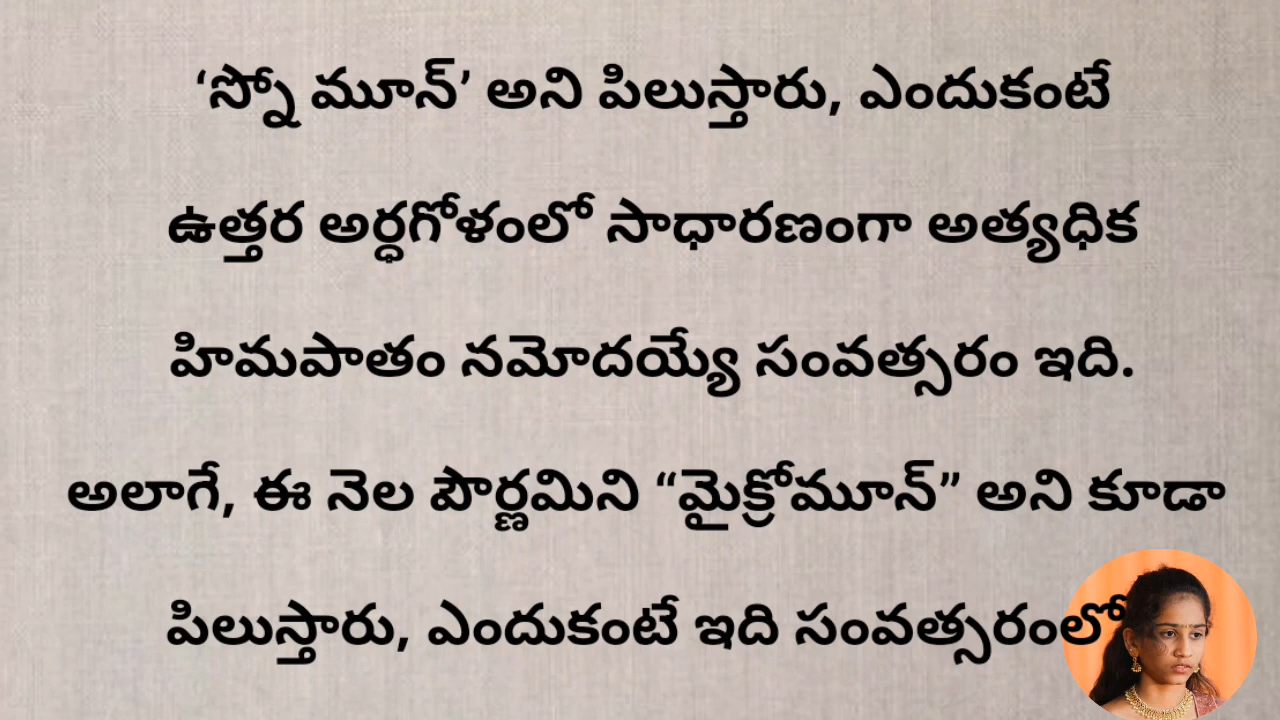 ‘స్నో మూన్’ అని పిలుస్తారు, ఎందుకంటే
ఉత్తర అర్ధగోళంలో సాధారణంగా అత్యధిక
హిమపాతం నమోదయ్యే సంవత్సరం ఇది.
అలాగే, ఈ నెల పౌర్ణమిని “మైక్రోమూన్” అని కూడా
పిలుస్తారు, ఎందుకంటే ఇది సంవత్సరంలో